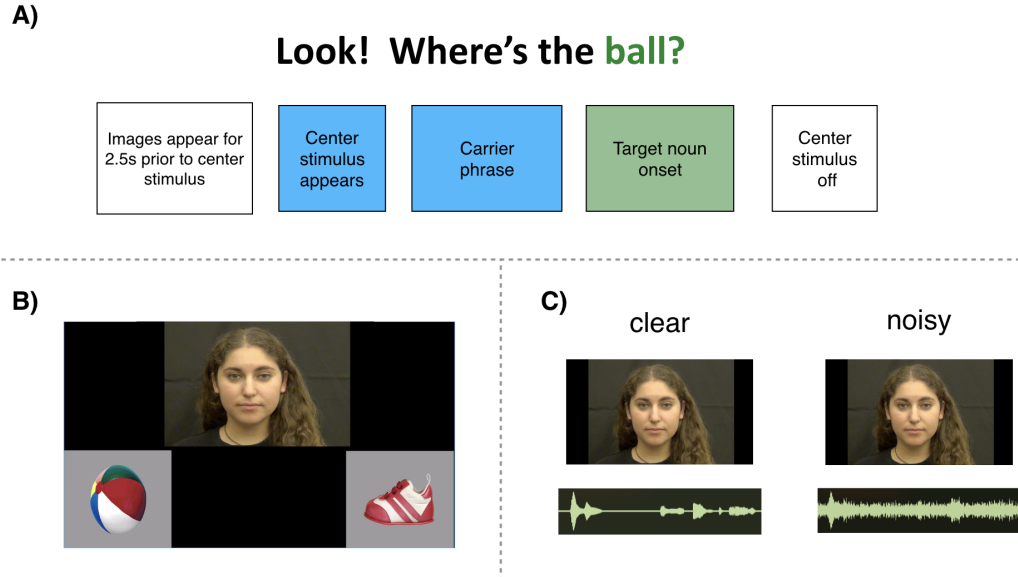 A)
Look!  Where’s the ball?
Images appear for
2.5s prior to center
stimulus
Center
stimulus
appears
Carrier
phrase
Target noun
onset
Center
stimulus
off
B)
C)
clear
noisy